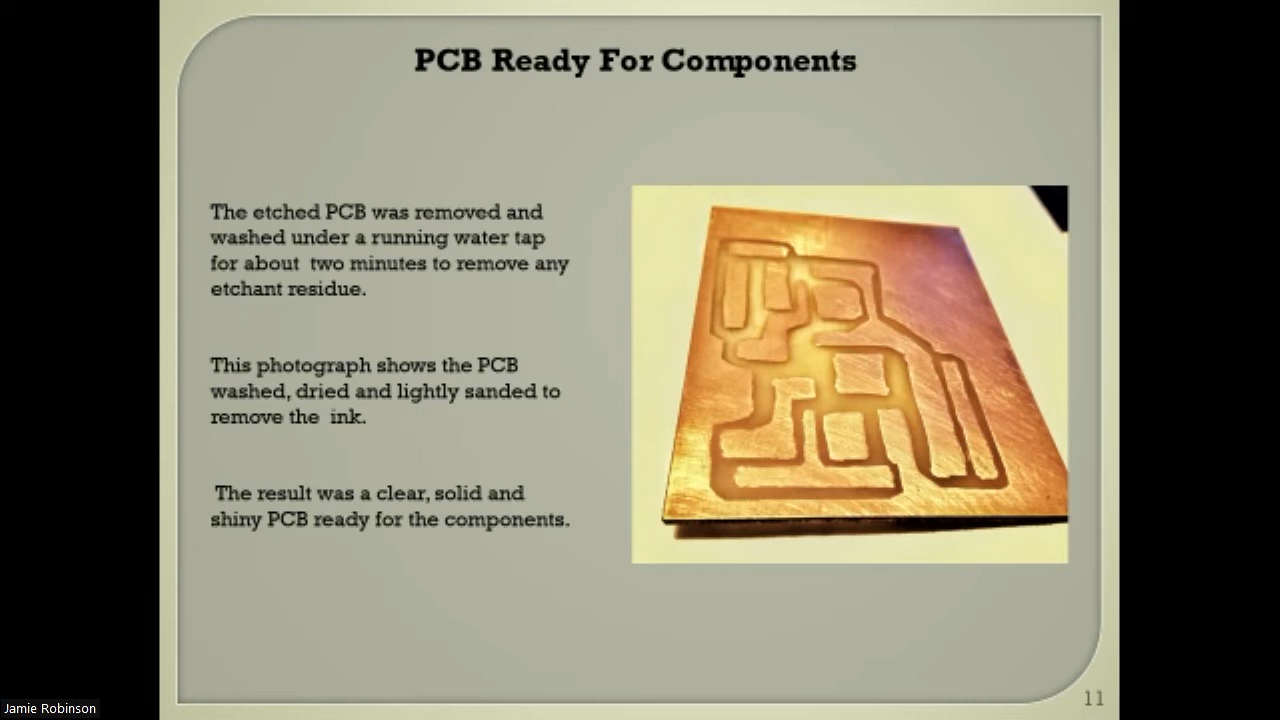 PCB Ready For Components
The etched PCB was removed and
washed under a running water tap
for about two minutes to remove any
etchant residue.
This photograph shows the PCB
washed, dried and lightly sanded to
remove the ink.
The result was a clear, solid and
shiny PCB ready for the components.
11
Jamie Robinson